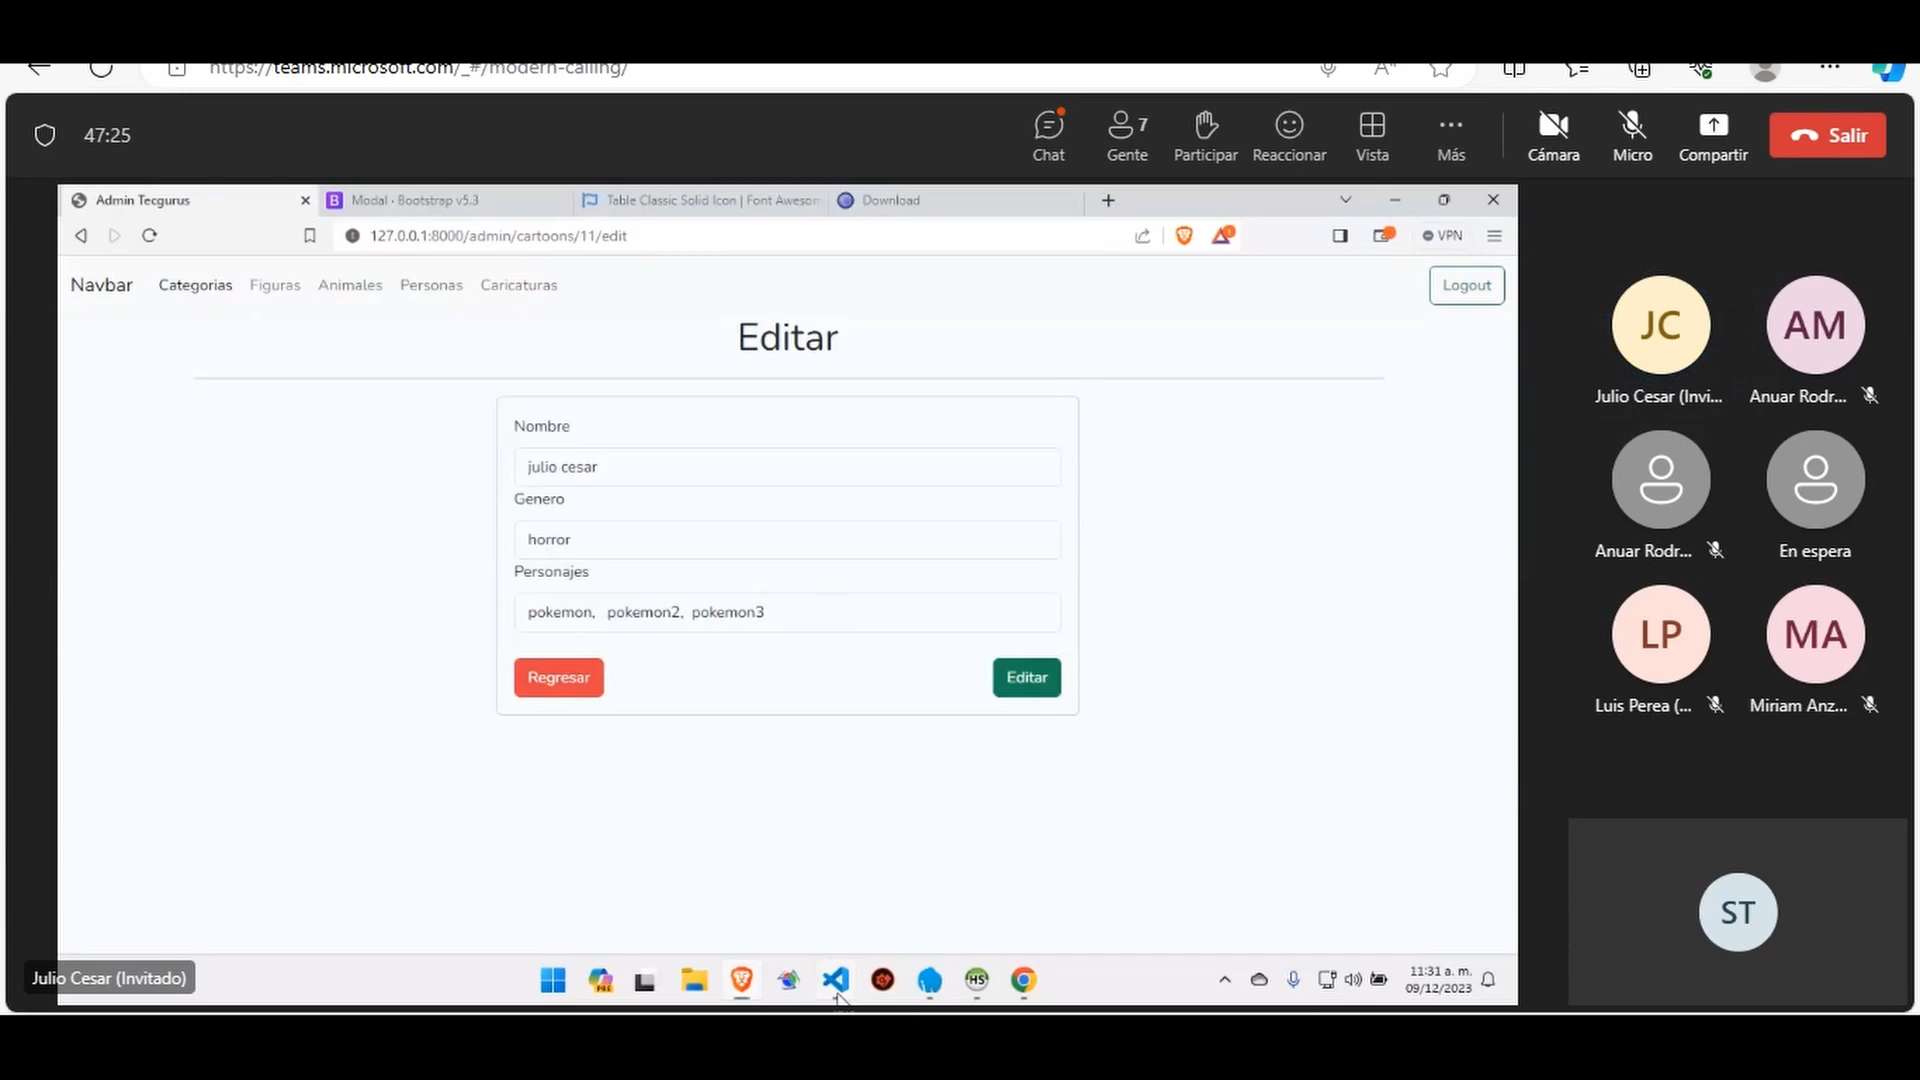 https://teams.microsoft.com/_#/modern-calling/
47:25
Chat
7
Gente
Participar
Reaccionar
Vista
Más
Cámara
Micro
Compartir
Salir
Admin Tecgurus
B Modal · Bootstrap v5.3
Table Classic Solid Icon | Font Awesom
Download
127.0.0.1:8000/admin/cartoons/11/edit
VPN
Navbar Categorias Figuras Animales Personas Caricaturas
Logout
Editar
Nombre
julio cesar
Genero
horror
Personajes
pokemon, pokemon2, pokemon3
Regresar
Editar
JC
Julio Cesar (Invi...
AM
Anuar Rodr...
Anuar Rodr...
En espera
LP
Luis Perea (...
MA
Miriam Anz...
ST
Julio Cesar (Invitado)
PRE
HS
11:31 a. m.
09/12/2023